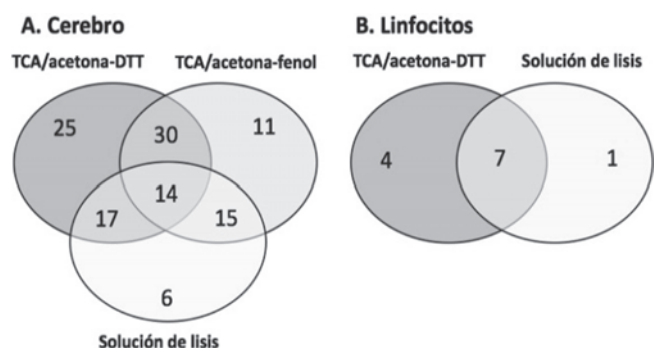 A. Cerebro
TCA/acetona-DTT
TCA/acetona-fenol
25
30
11
14
17
15
6
Solución de lisis
B. Linfocitos
TCA/acetona-DTT
Solución de lisis
4
7
1